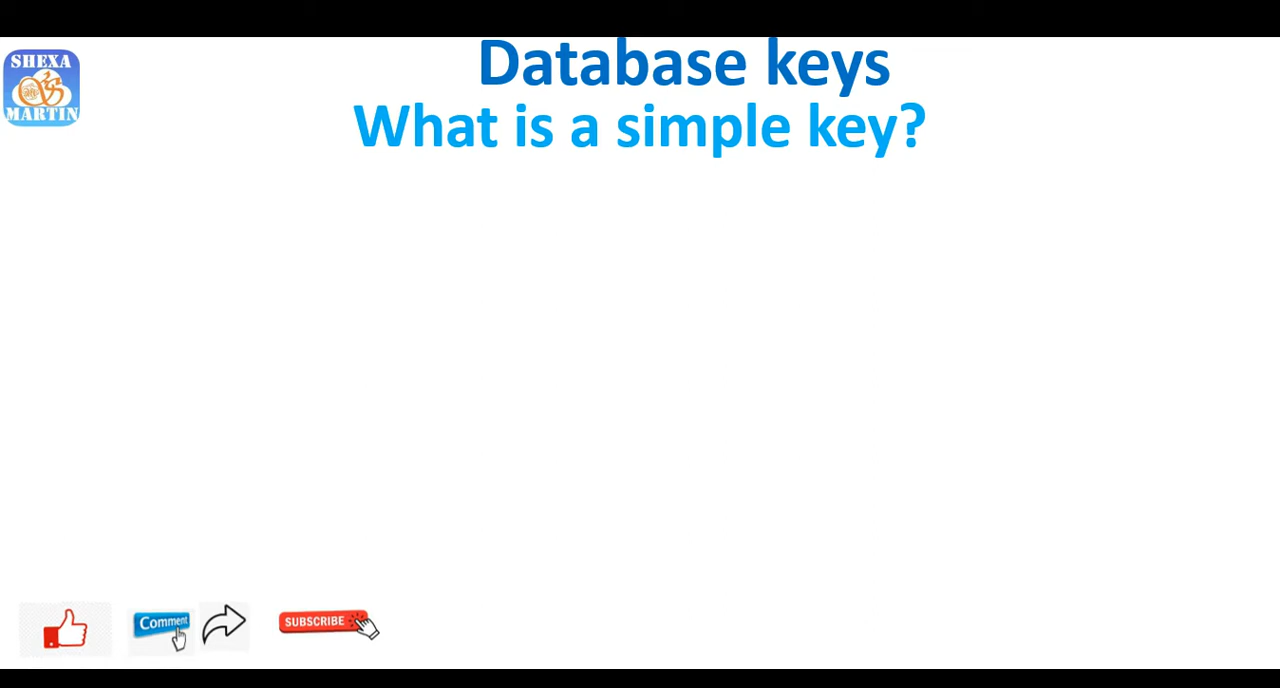 SHEXA
MARTIN
Database keys
What is a simple key?
Comment
SUBSCRIBE